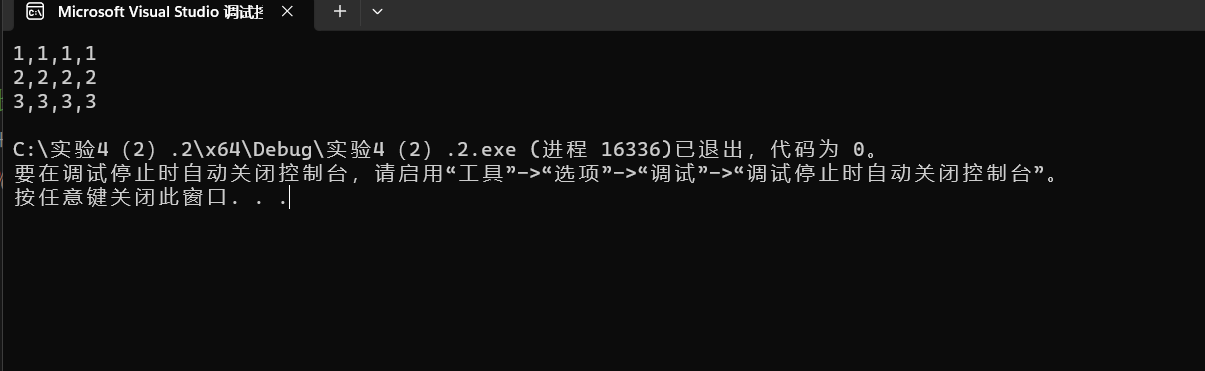 Microsoft Visual Studio 调试
1,1,1,1
2,2,2,2
3,3,3,3
C:\实验4（2）.2\x64\Debug\实验4（2）.2.exe (进程 16336)已退出，代码为 0。
要在调试停止时自动关闭控制台，请启用“工具”->“选项”->“调试”->“调试停止时自动关闭控制台”。
按任意键关闭此窗口. . .